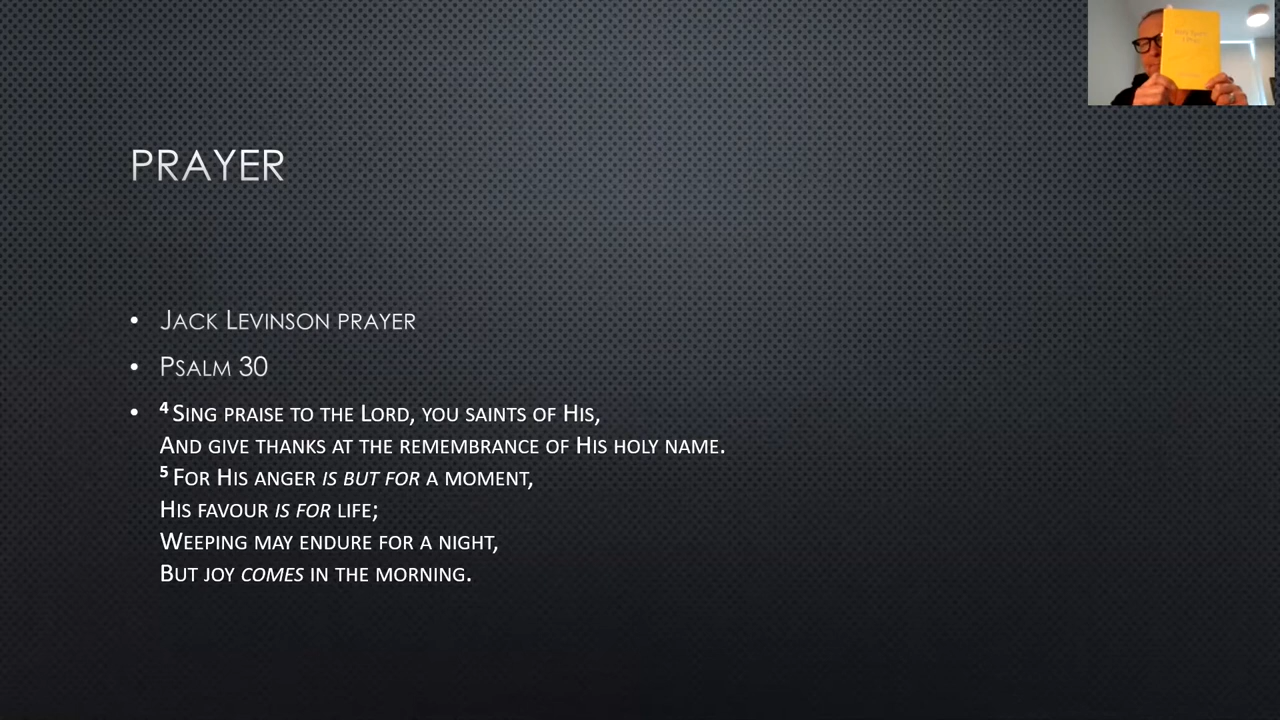 PRAYER
• JACK LEVINSON PRAYER
• PSALM 30
• 4 SING PRAISE TO THE LORD, YOU SAINTS OF HIS,
AND GIVE THANKS AT THE REMEMBRANCE OF HIS HOLY NAME.
5 FOR HIS ANGER IS BUT FOR A MOMENT,
HIS FAVOUR IS FOR LIFE;
WEEPING MAY ENDURE FOR A NIGHT,
BUT JOY COMES IN THE MORNING.